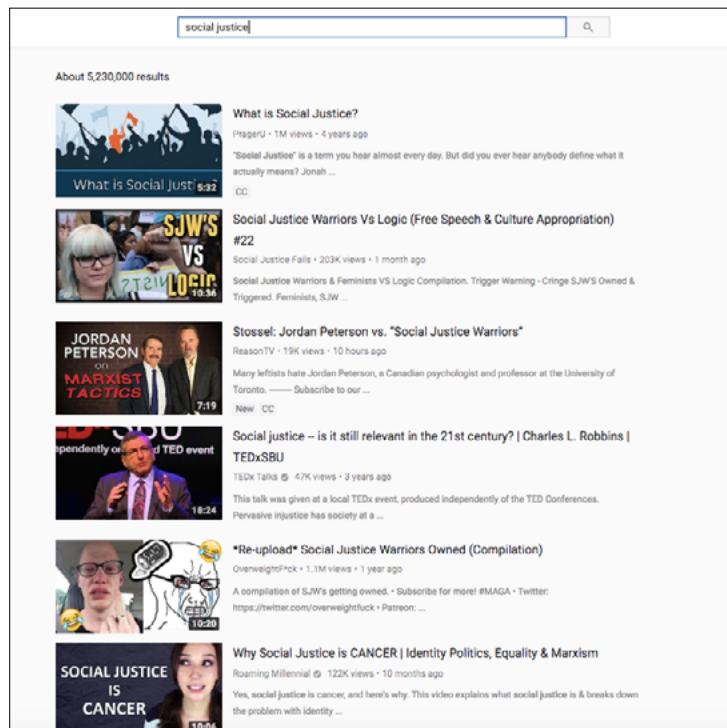 social justice
About 5,230,000 results
What is Social Justice?
PragerU • 1M views • 4 years ago
"Social Justice" is a term you hear almost every day. But did you ever hear anybody define what it
actually means? Jonah ...
CC
What is Social Justi
5:32
Social Justice Warriors Vs Logic (Free Speech & Culture Appropriation)
#22
Social Justice Fails • 203K views • 1 month ago
Social Justice Warriors & Feminists VS Logic Compilation. Trigger Warning - Cringe SJW'S Owned &
Triggered. Feminists, SJW ...
SJW'S
VS
LOGIC
10:36
Stossel: Jordan Peterson vs. "Social Justice Warriors"
ReasonTV • 19K views • 10 hours ago
Many leftists hate Jordan Peterson, a Canadian psychologist and professor at the University of
Toronto. ------- Subscribe to our ...
New CC
JORDAN
PETERSON
on
MARXIST
TACTICS
7:19
Social justice -- is it still relevant in the 21st century? | Charles L. Robbins |
TEDxSBU
TEDx Talks 47K views • 3 years ago
This talk was given at a local TEDx event, produced independently of the TED Conferences.
Pervasive injustice has society at a ...
SBU
ependently or
d TED event
18:24
*Re-upload* Social Justice Warriors Owned (Compilation)
OverweightF*ck • 1.1M views • 1 year ago
A compilation of SJW's getting owned. • Subscribe for more! #MAGA • Twitter:
https://twitter.com/overweightfuck • Patreon: ...
10:20
Why Social Justice is CANCER | Identity Politics, Equality & Marxism
Roaming Millennial 122K views • 10 months ago
Yes, social justice is cancer, and here's why. This video explains what social justice is & breaks down
the problem with identity ...
SOCIAL JUSTICE
IS
CANCER
10:06